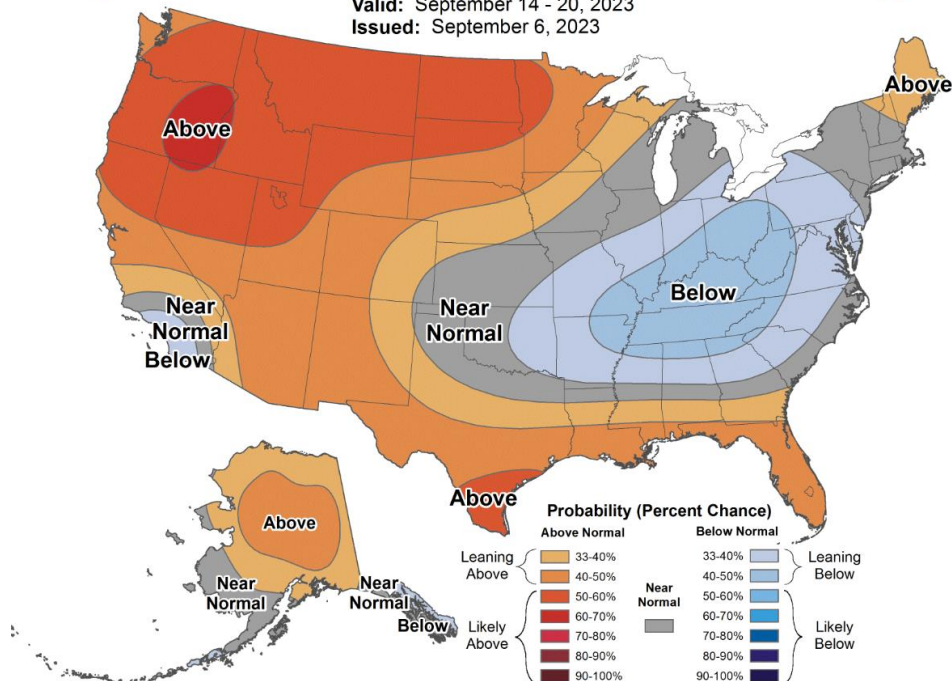 Valid: September 14 - 20, 2023
Issued: September 6, 2023
Above
Above
Near
Normal
Below
Near
Normal
Below
Above
Above
Near
Normal
Near
Normal
Below
Probability (Percent Chance)
Above Normal
Below Normal
Leaning
Above
33-40%
40-50%
Likely
Above
50-60%
60-70%
70-80%
80-90%
90-100%
Near
Normal
33-40%
40-50%
Leaning
Below
50-60%
60-70%
70-80%
80-90%
90-100%
Likely
Below